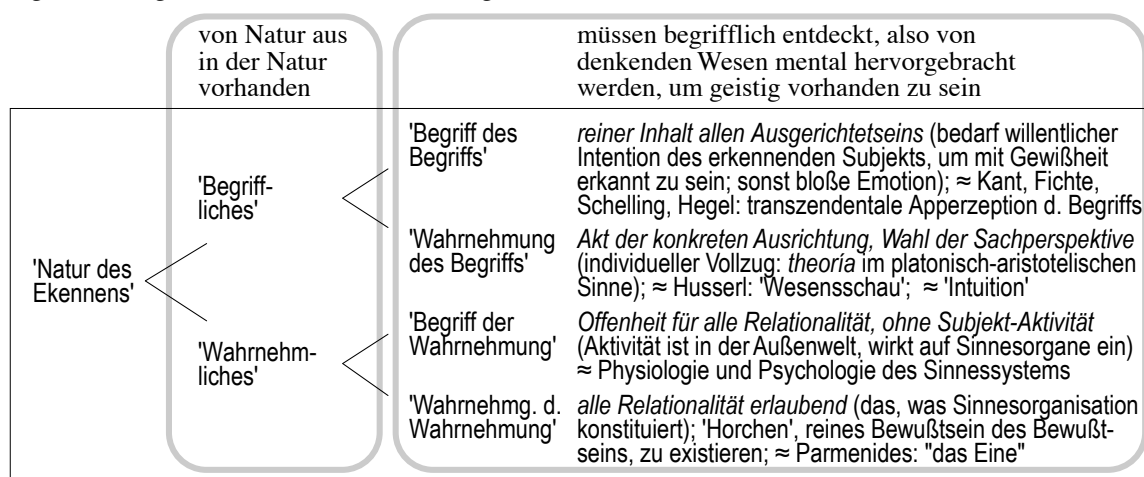 von Natur aus
in der Natur
vorhanden
müssen begrifflich entdeckt, also von
denkenden Wesen mental hervorgebracht
werden, um geistig vorhanden zu sein
'Natur des
Ekennens'
'Begriff-
liches'
'Wahrnehm-
liches'
'Begriff des
Begriffs'
reiner Inhalt allen Ausgerichtetseins (bedarf willentlicher
Intention des erkennenden Subjekts, um mit Gewißheit
erkannt zu sein; sonst bloße Emotion); ≈ Kant, Fichte,
Schelling, Hegel: transzendentale Apperzeption d. Begriffs
'Wahrnehmung
des Begriffs'
Akt der konkreten Ausrichtung, Wahl der Sachperspektive
(individueller Vollzug: theoría im platonisch-aristotelischen
Sinne); ≈ Husserl: 'Wesensschau'; ≈ 'Intuition'
'Begriff der
Wahrnehmung'
Offenheit für alle Relationalität, ohne Subjekt-Aktivität
(Aktivität ist in der Außenwelt, wirkt auf Sinnesorgane ein)
≈ Physiologie und Psychologie des Sinnessystems
'Wahrnehmg. d.
Wahrnehmung'
alle Relationalität erlaubend (das, was Sinnesorganisation
konstituiert); 'Horchen', reines Bewußtsein des Bewußt-
seins, zu existieren; ≈ Parmenides: "das Eine"